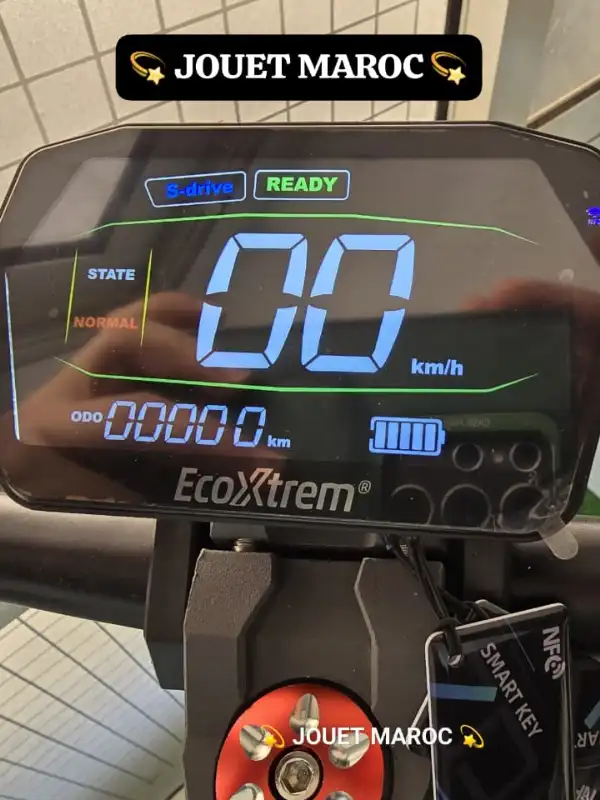 💫 JOUET MAROC 💫
S-drive READY
STATE
NORMAL
00 km/h
ODO 00000 km
EcoXtrem®
NFC
SMART KEY
💫 JOUET MAROC 💫